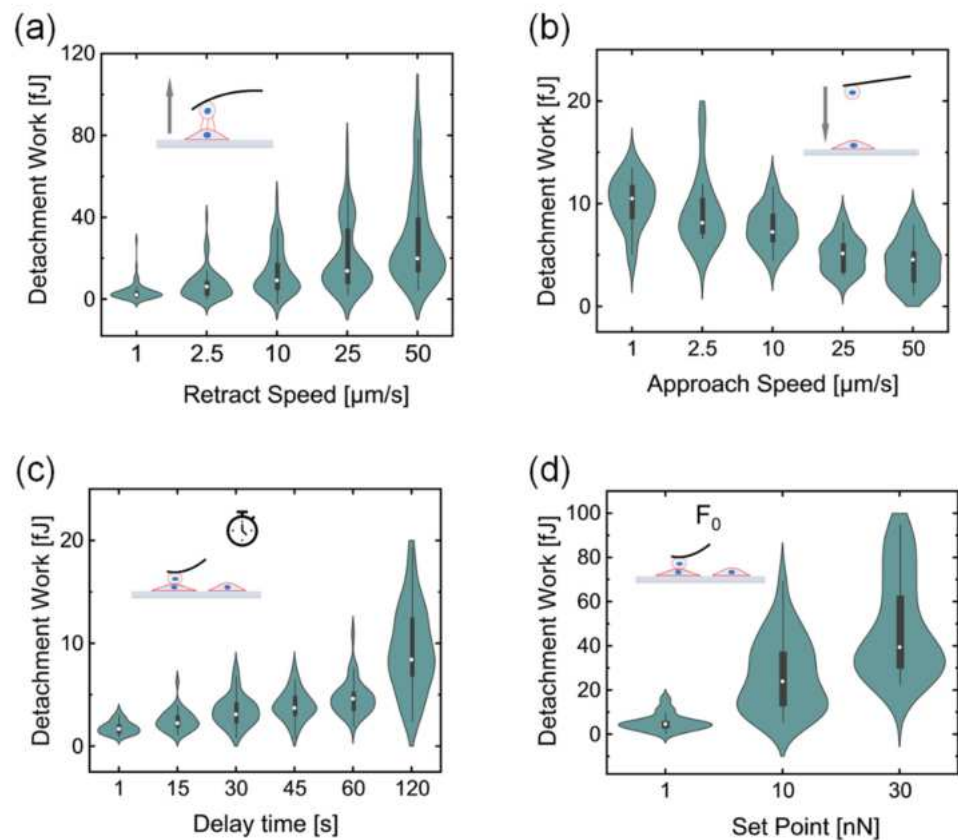 (a)
120
80
40
0
Detachment Work [fJ]
1 2.5 10 25 50
Retract Speed [µm/s]
(b)
20
10
0
Detachment Work [fJ]
1 2.5 10 25 50
Approach Speed [µm/s]
(c)
20
10
0
Detachment Work [fJ]
1 15 30 45 60 120
Delay time [s]
(d)
F₀
100
80
60
40
20
0
Detachment Work [fJ]
1 10 30
Set Point [nN]